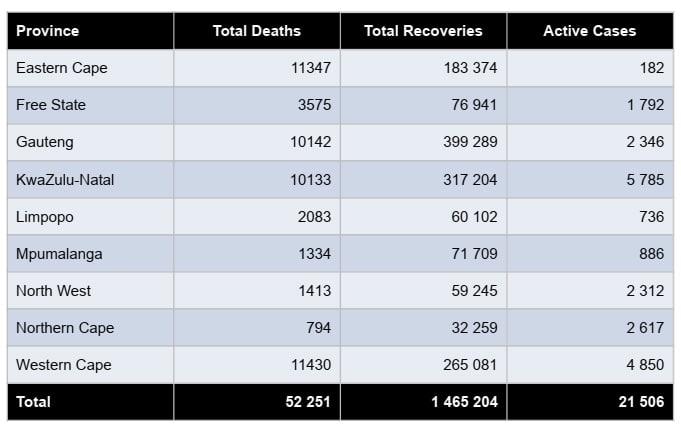 Province Total Deaths Total Recoveries Active Cases
Eastern Cape 11347 183 374 182
Free State 3575 76 941 1 792
Gauteng 10142 399 289 2 346
KwaZulu-Natal 10133 317 204 5 785
Limpopo 2083 60 102 736
Mpumalanga 1334 71 709 886
North West 1413 59 245 2 312
Northern Cape 794 32 259 2 617
Western Cape 11430 265 081 4 850
Total 52 251 1 465 204 21 506